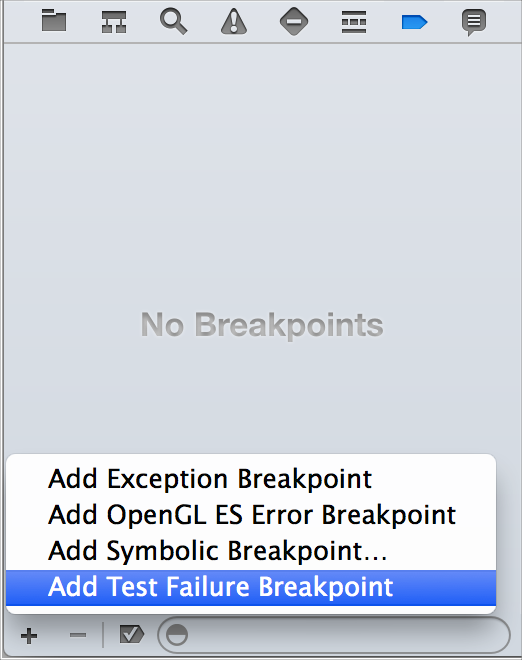 No Breakpoints
Add Exception Breakpoint
Add OpenGL ES Error Breakpoint
Add Symbolic Breakpoint…
Add Test Failure Breakpoint